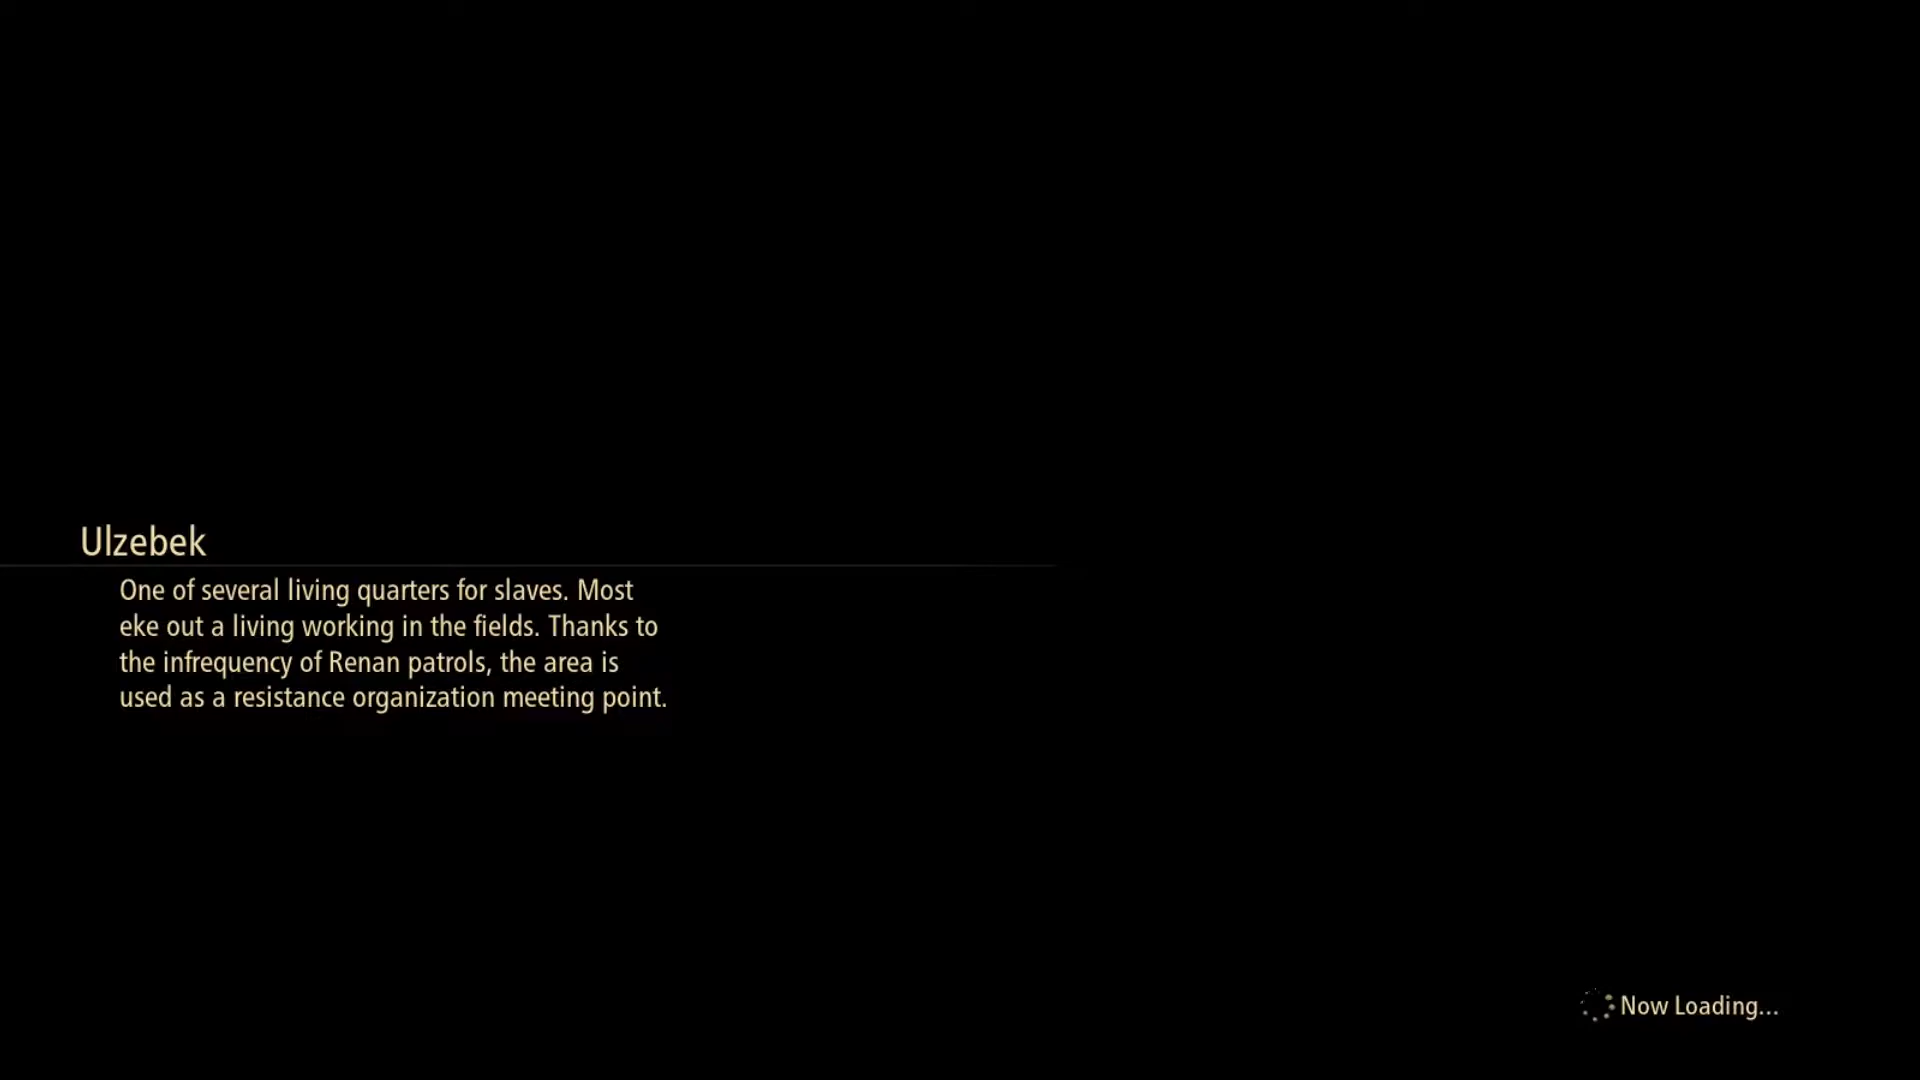 Ulzebek
One of several living quarters for slaves. Most
eke out a living working in the fields. Thanks to
the infrequency of Renan patrols, the area is
used as a resistance organization meeting point.
Now Loading...